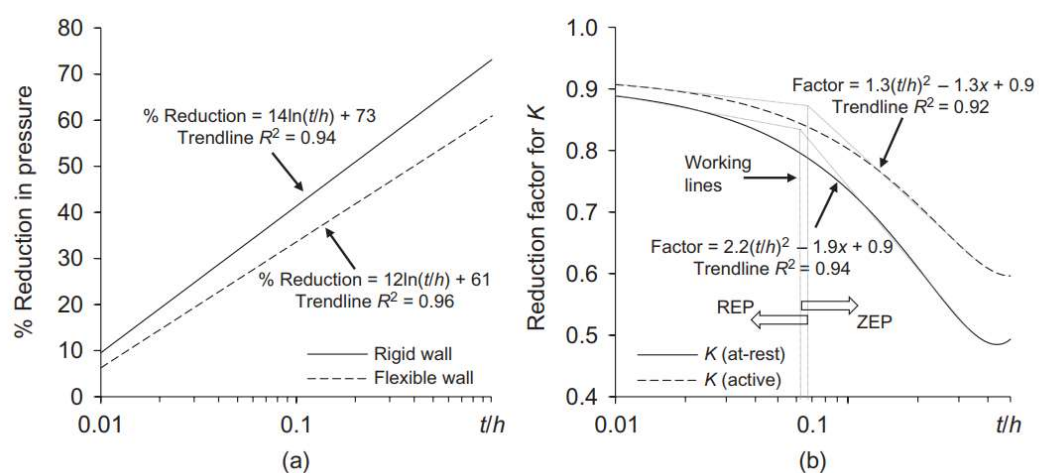 80
70
60
50
40
30
20
10
0
% Reduction in pressure
% Reduction = 14ln(t/h) + 73
Trendline R² = 0.94
% Reduction = 12ln(t/h) + 61
Trendline R² = 0.96
Rigid wall
Flexible wall
0.01
0.1
t/h
(a)
1.0
0.9
0.8
0.7
0.6
0.5
0.4
Reduction factor for K
Factor = 1.3(t/h)² − 1.3x + 0.9
Trendline R² = 0.92
Working
lines
Factor = 2.2(t/h)² − 1.9x + 0.9
Trendline R² = 0.94
REP
ZEP
K (at-rest)
K (active)
0.01
0.1
t/h
(b)